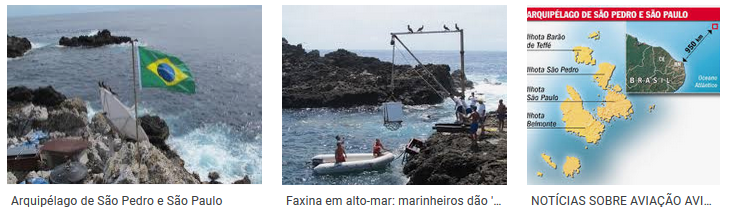 ARQUIPÉLAGO DE SÃO PEDRO E SÃO PAULO
Ilhota Barão
de Teffé
Ilhota São Pedro
Ilhota
São Paulo
Ilhota
Belmonte
950 km
CE
RN
BRASIL
Oceano
Atlântico
Arquipélago de São Pedro e São Paulo
Faxina em alto-mar: marinheiros dão '...
NOTÍCIAS SOBRE AVIAÇÃO AVI...